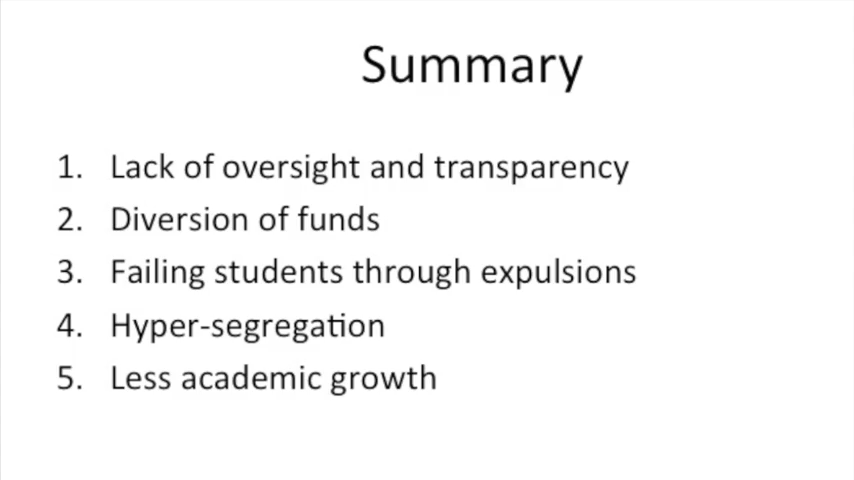 Summary
1. Lack of oversight and transparency
2. Diversion of funds
3. Failing students through expulsions
4. Hyper-segregation
5. Less academic growth